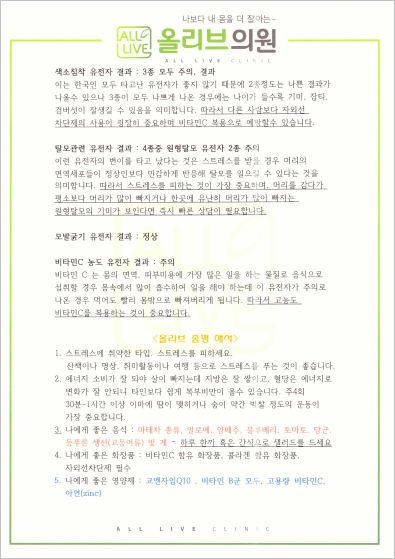 나보다 내 몸을 더 잘아는~
ALL LIVE 올리브의원
ALL LIVE CLINIC
색소침착 유전자 결과 : 3종 모두 주의, 결과
이는 한국인 모두 타고난 유전자가 좋지 않기 때문에 2종정도는 나쁜 결과가
나올수 있으나 3종이 모두 나쁘게 나온 경우에는 나이가 들수록 기미, 잡티,
검버섯이 잘생길 수 있음을 의미합니다. 따라서 다른 사람보다 자외선
차단제의 사용이 굉장히 중요하며 비타민C 복용으로 예방할수 있습니다.
탈모관련 유전자 결과 : 4종중 원형탈모 유전자 2종 주의
이런 유전자의 변이를 타고 났다는 것은 스트레스를 받을 경우 머리의
면역세포들이 정상인보다 민감하게 반응해 탈모를 일으킬 수 있다는 것을
의미합니다. 따라서 스트레스를 피하는 것이 가장 중요하며, 머리를 감다가
평소보다 머리가 많이 빠지거나 한곳에 유난히 머리가 많이 빠지는
원형탈모의 기미가 보인다면 즉시 빠른 상담이 필요합니다.
모발굵기 유전자 결과 : 정상
비타민C 농도 유전자 결과 : 주의
비타민 C 는 몸의 면역, 피부미용에 가장 많은 일을 하는 물질로 음식으로
섭취할 경우 몸속에서 많이 흡수하여 일을 해야 하는데 이 유전자가 주의로
나온 경우 먹어도 빨리 몸밖으로 빠져버리게 됩니다. 따라서 고농도
비타민C를 복용하는 것이 중요합니다.
<올리브 총평 예석>
1. 스트레스에 취약한 타입. 스트레스를 피하세요.
산책이나 명상, 취미활동이나 여행 등으로 스트레스를 푸는 것이 좋습니다.
2. 에너지 소비가 잘 되야 살이 빠지는데 지방은 잘 쌓이고, 혈당은 에너지로
변화가 잘 안되니 타인보다 쉽게 복부비만이 올수 있습니다. 주4회
30분~1시간 이상 이마에 땀이 맺히거나 숨이 약간 벅찰 정도의 운동이
가장 중요합니다.
3. 나에게 좋은 음식 : 야채차 종류, 알로에, 양배추, 블루베리, 토마토, 당근,
등푸른 생선(고등어류) 및 게 - 하루 한끼 혹은 간식으로 샐러드를 드세요
4. 나에게 좋은 화장품 : 비타민C 함유 화장품, 콜라겐 함유 화장품,
자외선차단제 필수
5. 나에게 좋은 영양제 : 코엔자임Q10 , 비타민 B군 모두, 고용량 비타민C,
아연(zinc)
ALL LIVE CLINIC